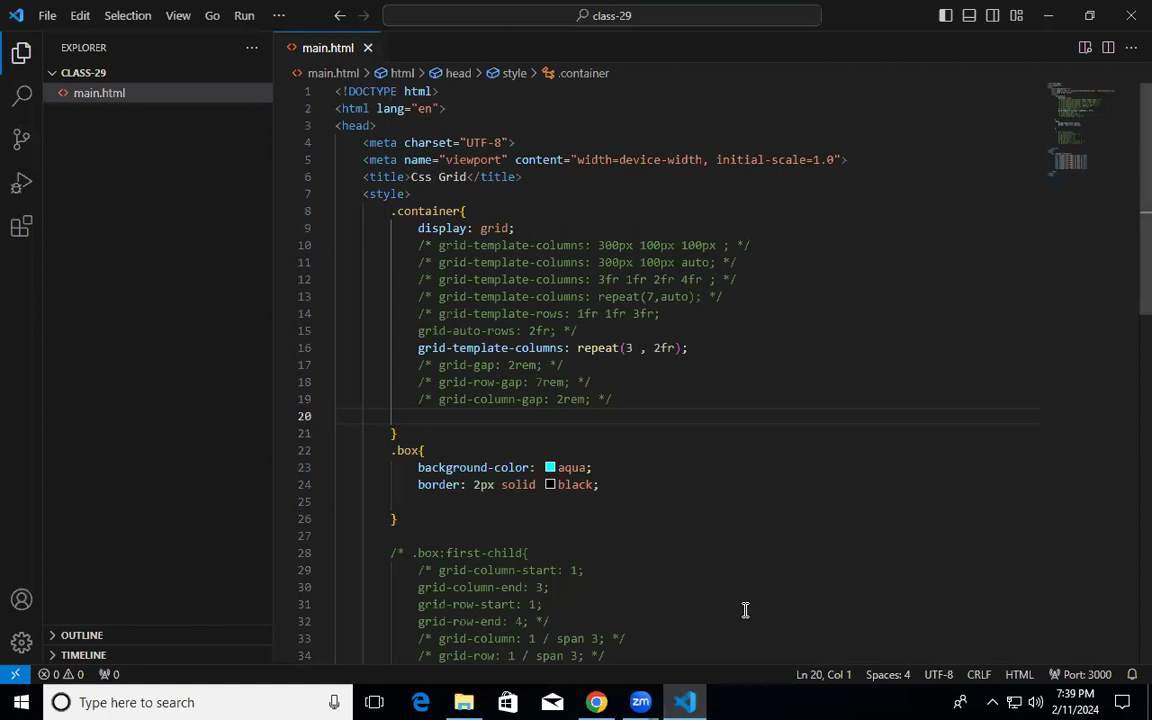 File Edit Selection View Go Run ··· class-29
EXPLORER ···
CLASS-29
main.html
OUTLINE
TIMELINE
main.html
main.html > html > head > style > .container
1 <!DOCTYPE html>
2 <html lang="en">
3 <head>
4 <meta charset="UTF-8">
5 <meta name="viewport" content="width=device-width, initial-scale=1.0">
6 <title>Css Grid</title>
7 <style>
8 .container{
9 display: grid;
10 /* grid-template-columns: 300px 100px 100px ; */
11 /* grid-template-columns: 300px 100px auto; */
12 /* grid-template-columns: 3fr 1fr 2fr 4fr ; */
13 /* grid-template-columns: repeat(7,auto); */
14 /* grid-template-rows: 1fr 1fr 3fr;
15 grid-auto-rows: 2fr; */
16 grid-template-columns: repeat(3 , 2fr);
17 /* grid-gap: 2rem; */
18 /* grid-row-gap: 7rem; */
19 /* grid-column-gap: 2rem; */
20
21 }
22 .box{
23 background-color: aqua;
24 border: 2px solid black;
25
26 }
27
28 /* .box:first-child{
29 /* grid-column-start: 1;
30 grid-column-end: 3;
31 grid-row-start: 1;
32 grid-row-end: 4; */
33 /* grid-column: 1 / span 3; */
34 /* grid-row: 1 / span 3; */
0 0 0 Ln 20, Col 1 Spaces: 4 UTF-8 CRLF HTML Port: 3000
Type here to search zm 7:39 PM
2/11/2024